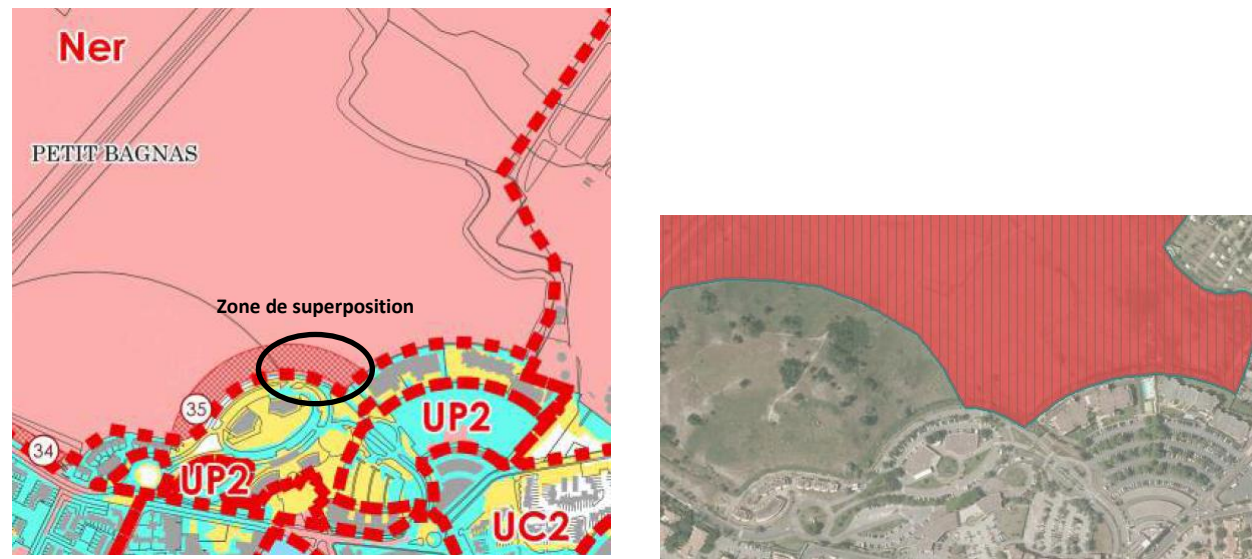 Ner
PETIT BAGNAS
Zone de superposition
35
34
UP2
UP2
UC2